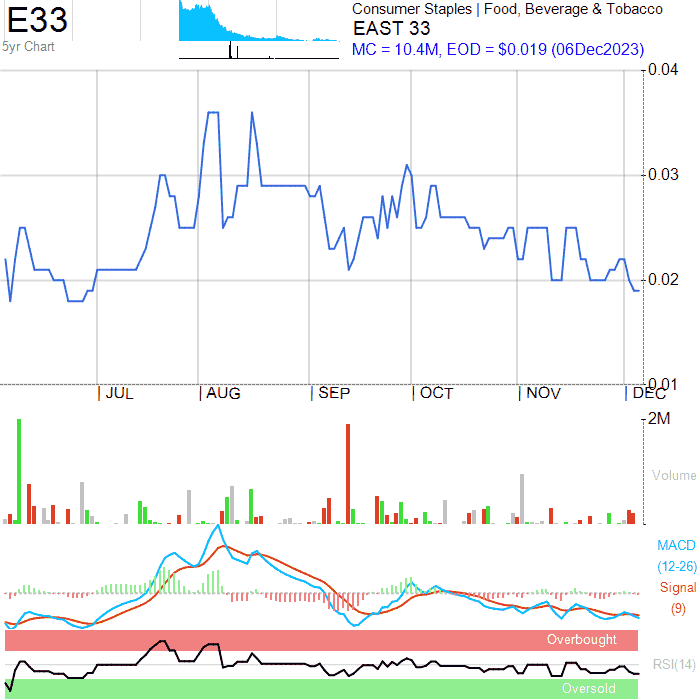 E33
5yr Chart
Consumer Staples | Food, Beverage & Tobacco
EAST 33
MC = 10.4M, EOD = $0.019 (06Dec2023)
0.04
0.03
0.02
0.01
JUL AUG SEP OCT NOV DEC
2M
Volume
MACD
(12-26)
Signal
(9)
Overbought
RSI(14)
Oversold